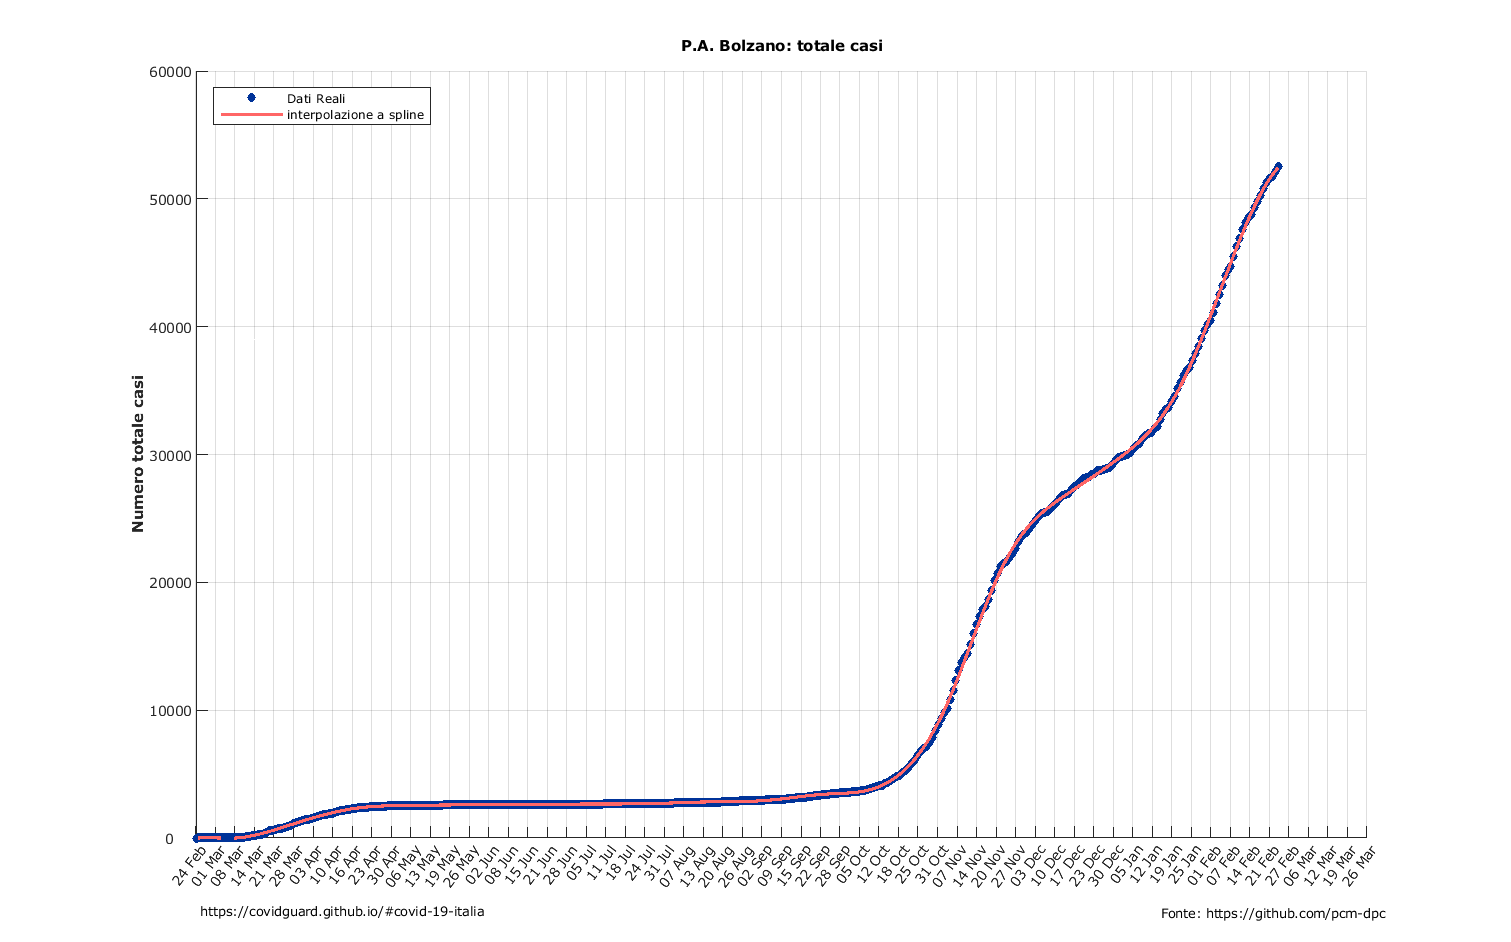 P.A. Bolzano: totale casi
60000
50000
40000
30000
20000
10000
0
Numero totale casi
Dati Reali
interpolazione a spline
24 Feb
01 Mar
08 Mar
14 Mar
21 Mar
28 Mar
03 Apr
10 Apr
16 Apr
23 Apr
30 Apr
06 May
13 May
19 May
26 May
02 Jun
08 Jun
15 Jun
21 Jun
28 Jun
05 Jul
11 Jul
18 Jul
24 Jul
31 Jul
07 Aug
13 Aug
20 Aug
26 Aug
02 Sep
09 Sep
15 Sep
22 Sep
28 Sep
05 Oct
12 Oct
18 Oct
25 Oct
31 Oct
07 Nov
14 Nov
20 Nov
27 Nov
03 Dec
10 Dec
17 Dec
23 Dec
30 Dec
05 Jan
12 Jan
19 Jan
25 Jan
01 Feb
07 Feb
14 Feb
21 Feb
27 Feb
06 Mar
12 Mar
19 Mar
26 Mar
https://covidguard.github.io/#covid-19-italia
Fonte: https://github.com/pcm-dpc